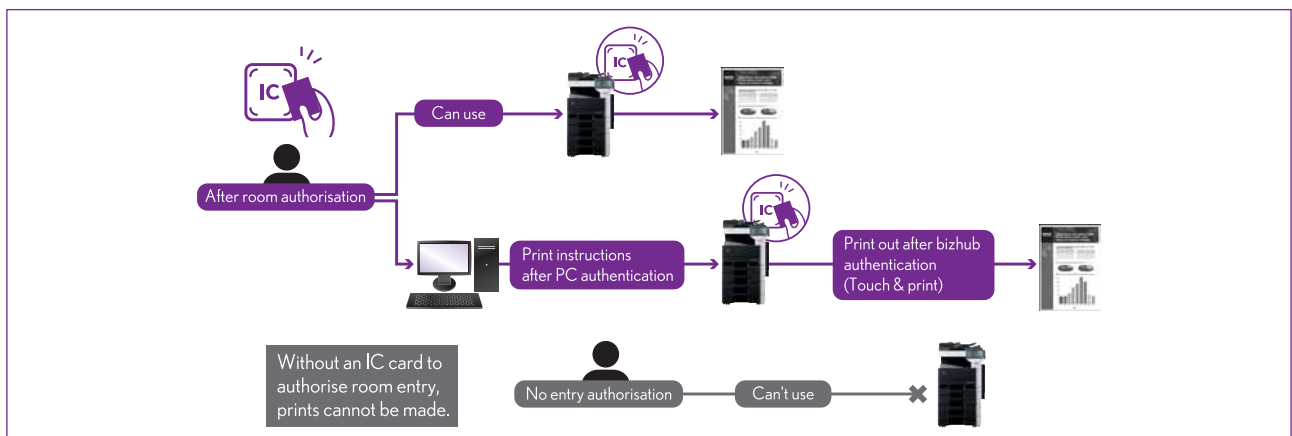 IC
IC
Can use
After room authorisation
IC
Print instructions
after PC authentication
Print out after bizhub
authentication
(Touch & print)
Without an IC card to
authorise room entry,
prints cannot be made.
No entry authorisation
Can't use